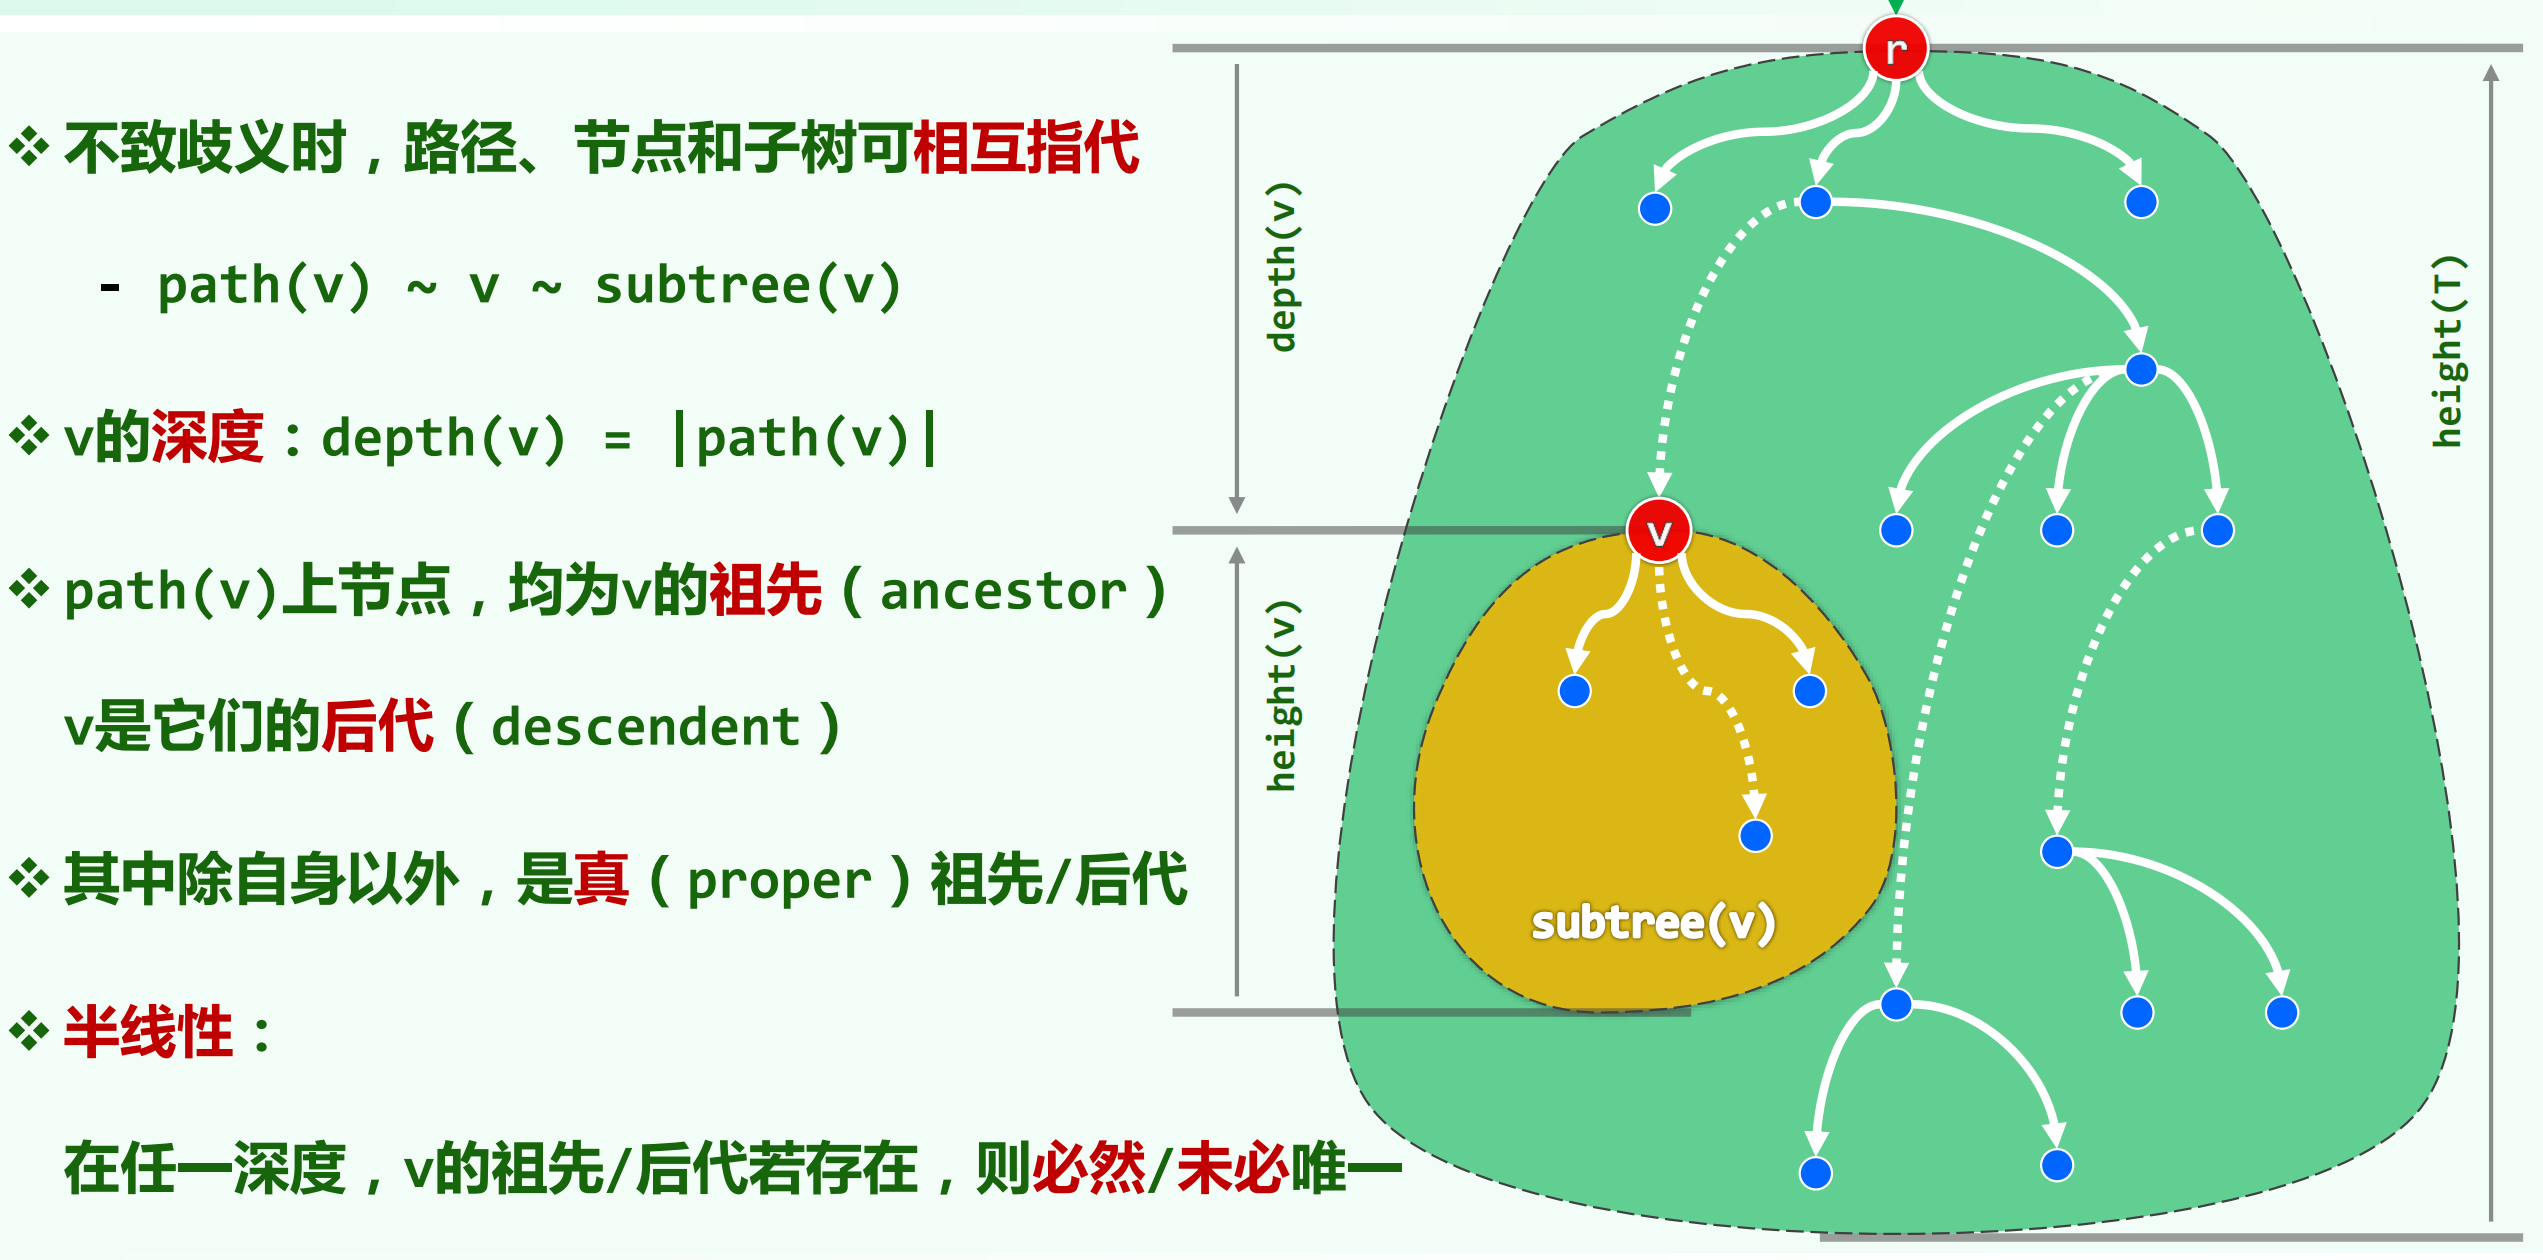 不致歧义时，路径、节点和子树可相互指代
- path(v) ~ v ~ subtree(v)
v的深度：depth(v) = |path(v)|
path(v)上节点，均为v的祖先（ancestor）
v是它们的后代（descendent）
其中除自身以外，是真（proper）祖先/后代
半线性：
在任一深度，v的祖先/后代若存在，则必然/未必唯一
r
depth(v)
height(T)
v
height(v)
subtree(v)